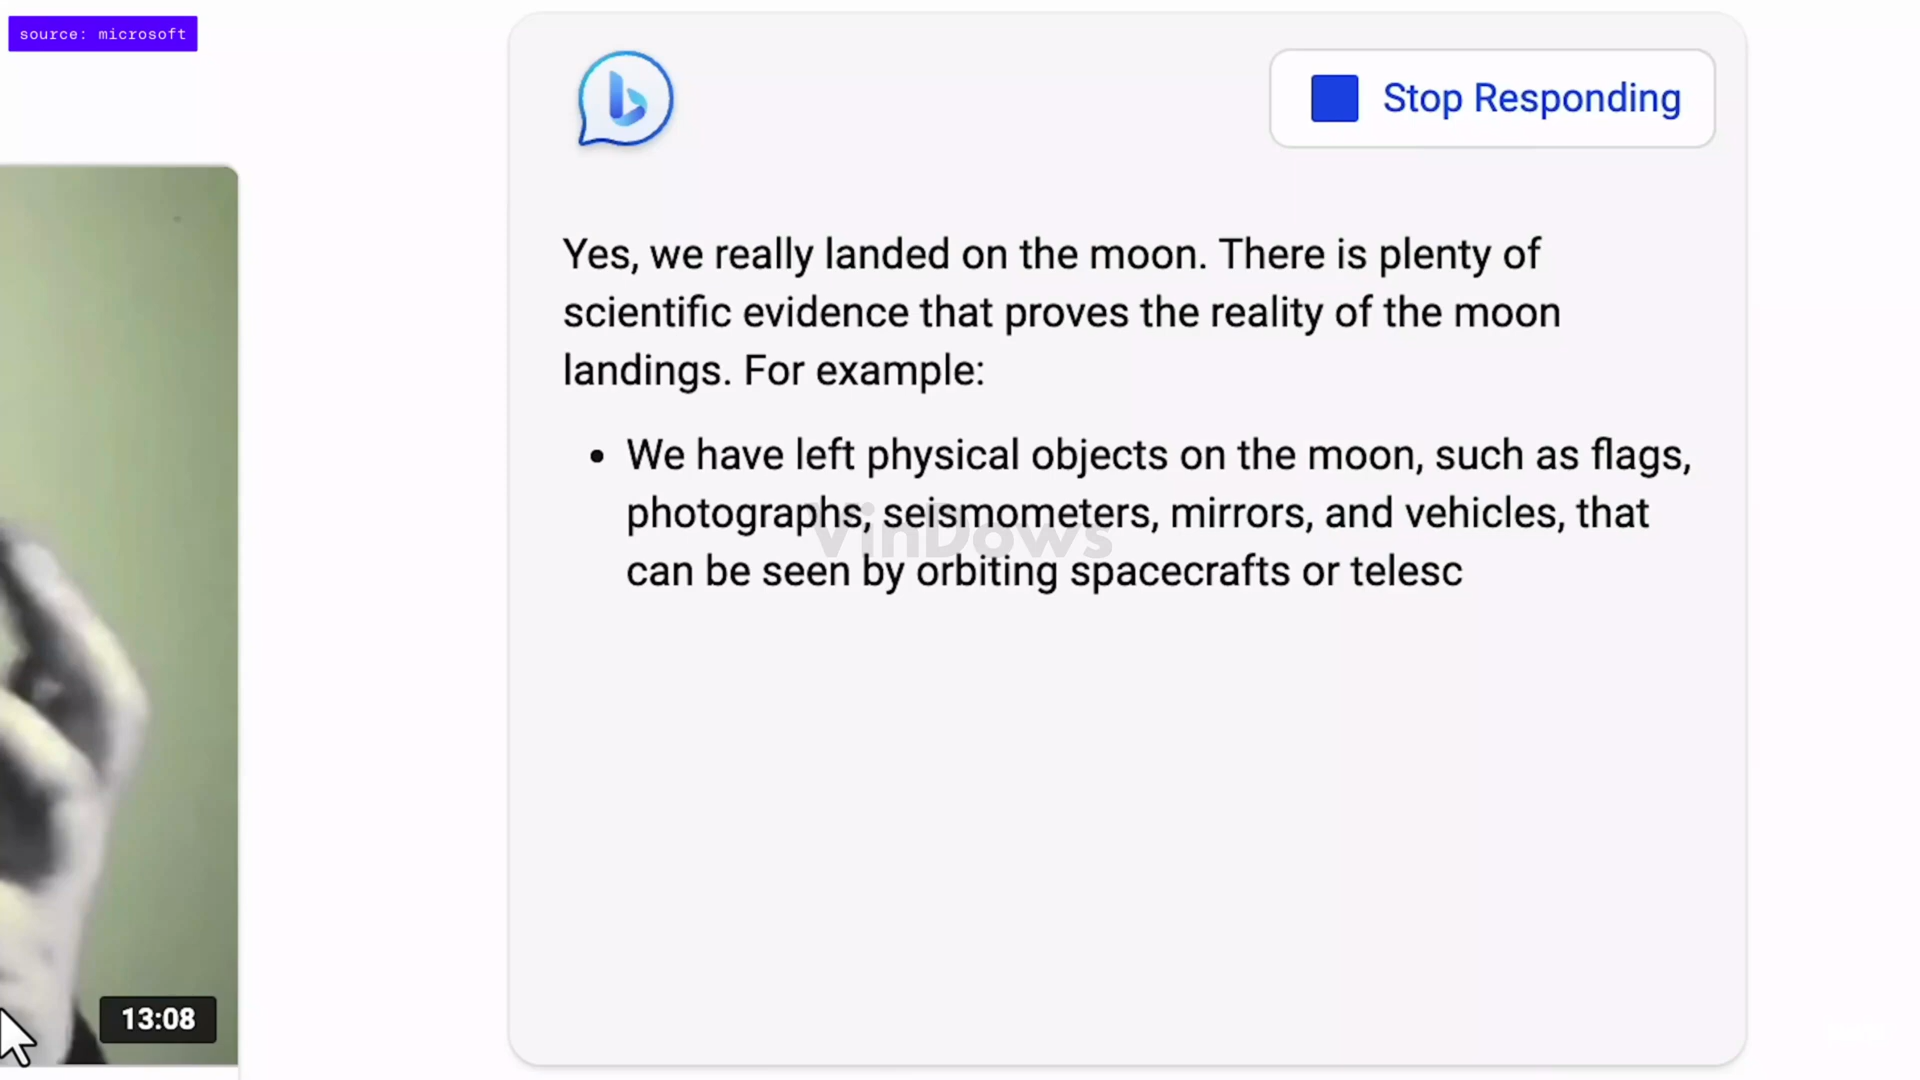 source: microsoft
Stop Responding
Yes, we really landed on the moon. There is plenty of
scientific evidence that proves the reality of the moon
landings. For example:
• We have left physical objects on the moon, such as flags,
photographs, seismometers, mirrors, and vehicles, that
can be seen by orbiting spacecrafts or telesc
VinDows
13:08